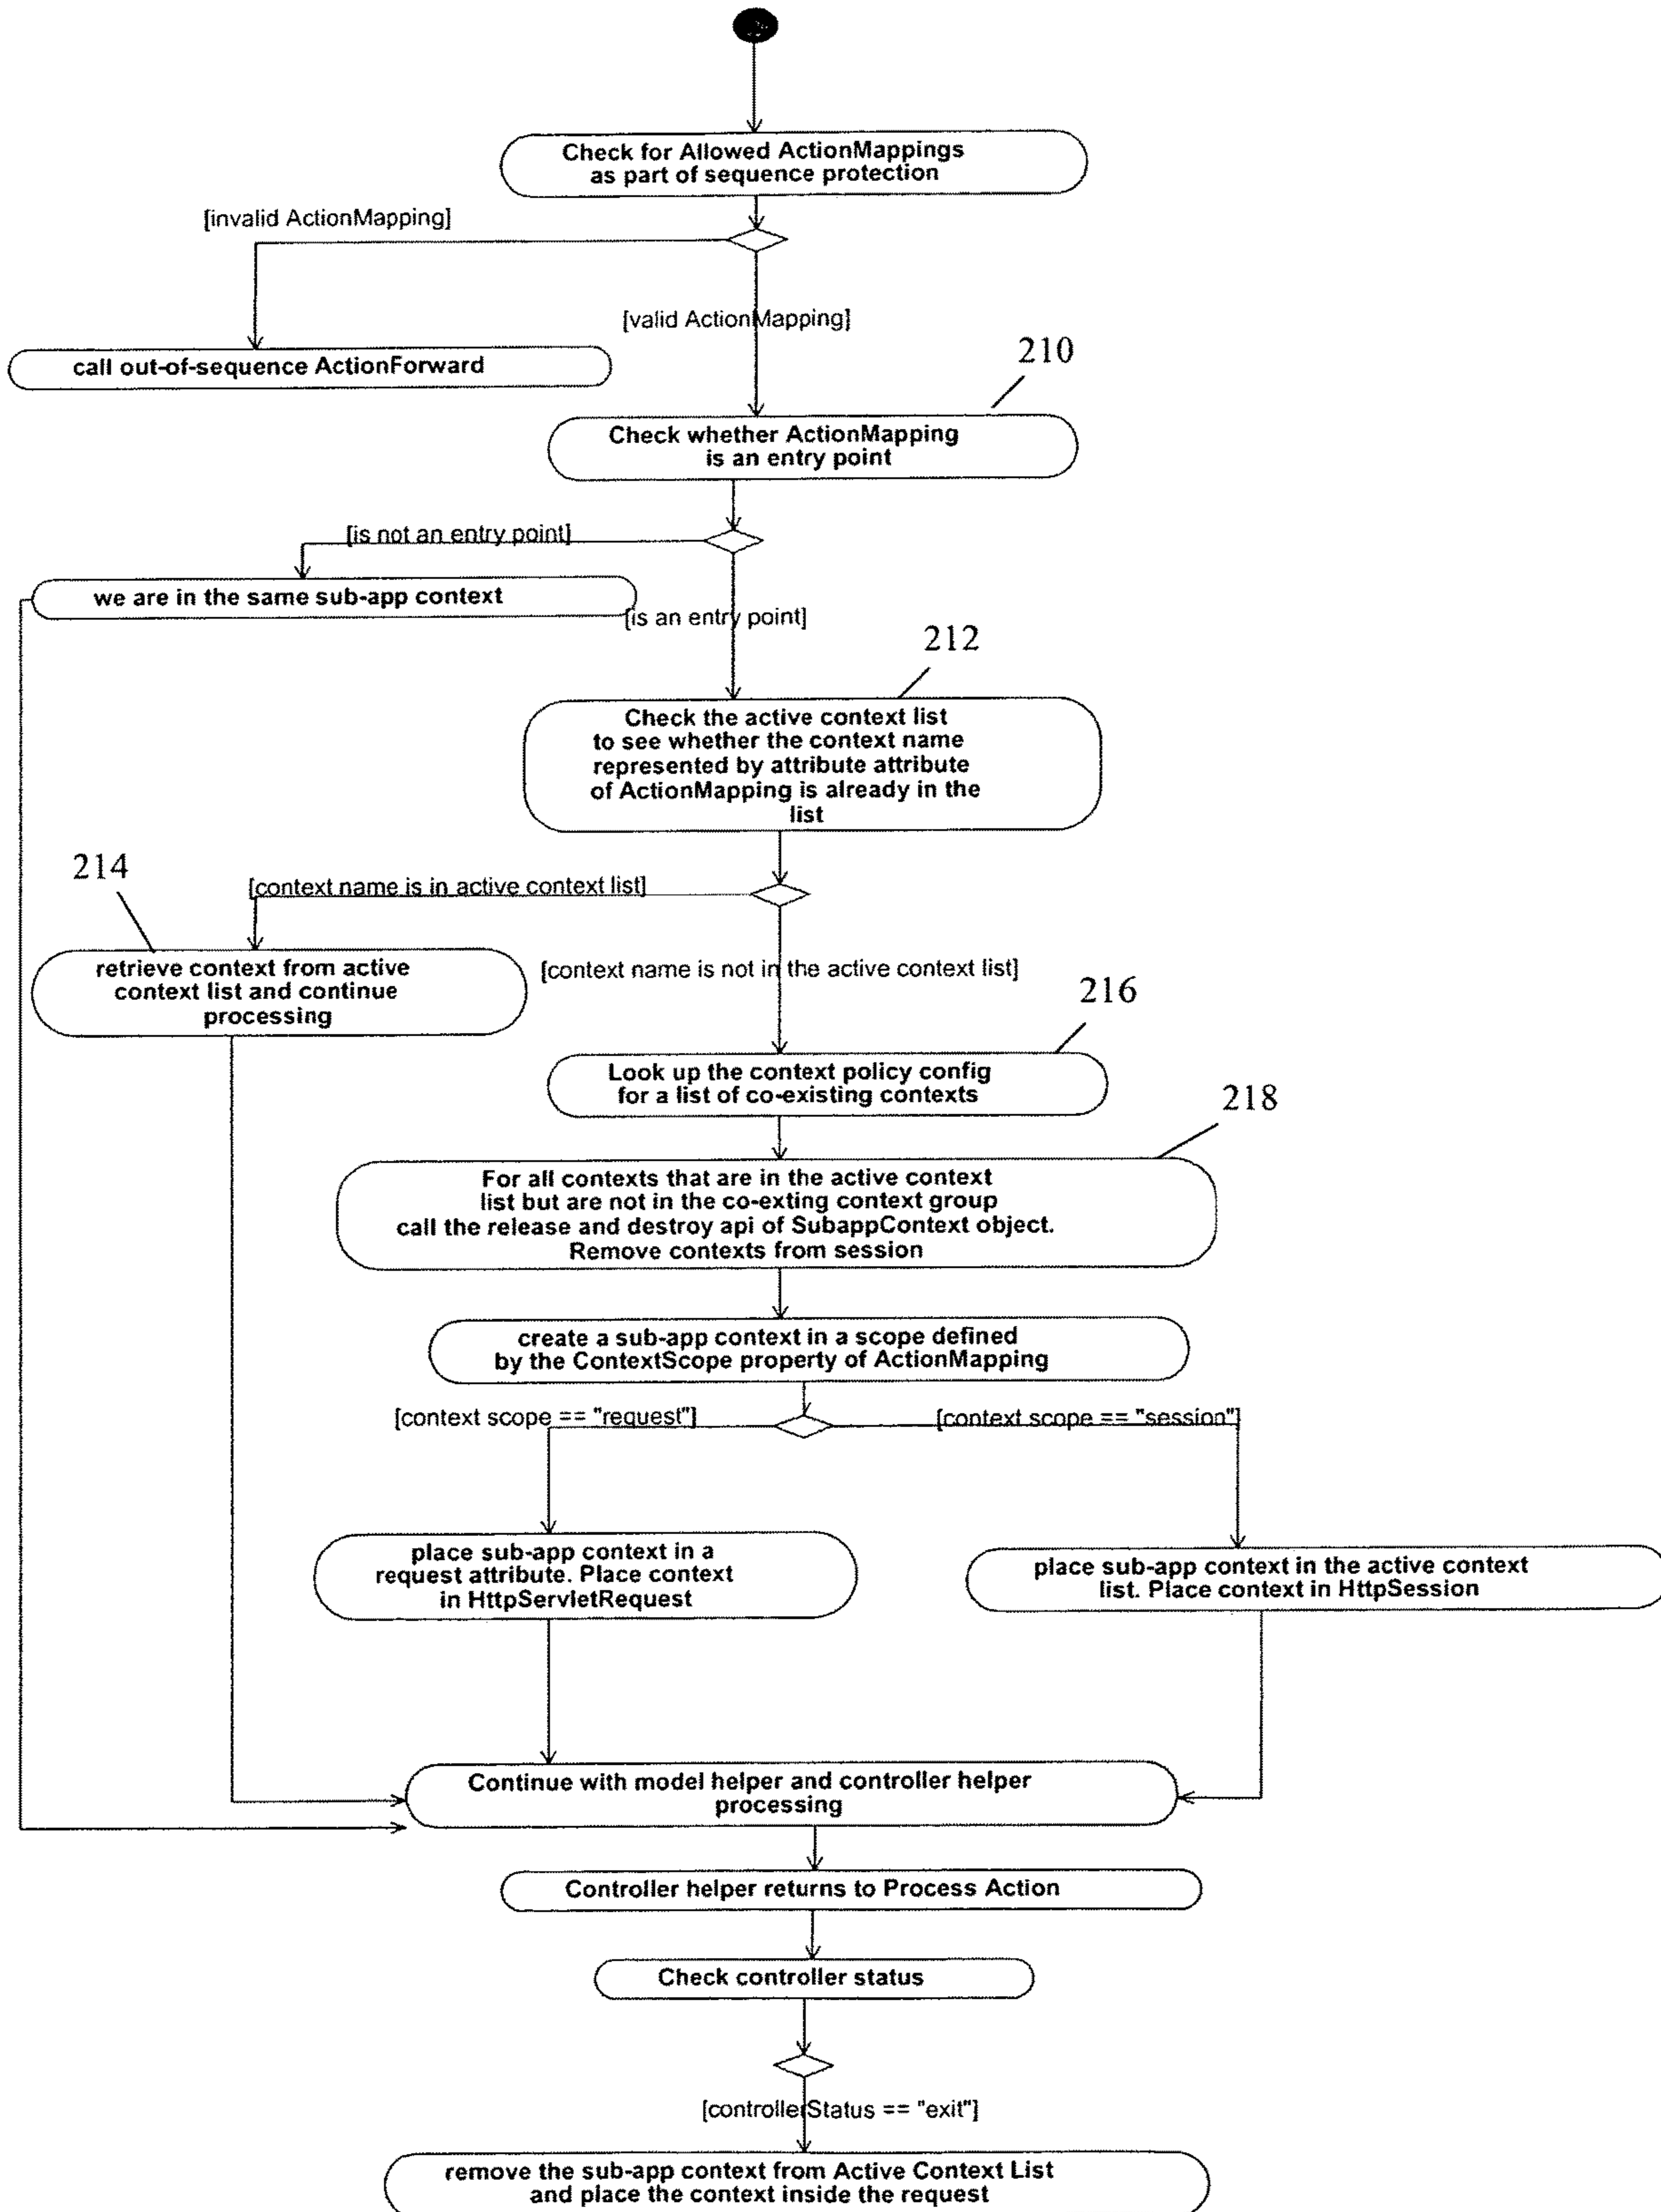 Check for Allowed ActionMappings
as part of sequence protection
[invalid ActionMapping]
[valid ActionMapping]
call out-of-sequence ActionForward
210
Check whether ActionMapping
is an entry point
[is not an entry point]
we are in the same sub-app context
[is an entry point]
212
Check the active context list
to see whether the context name
represented by attribute attribute
of ActionMapping is already in the
list
214
[context name is in active context list]
retrieve context from active
context list and continue
processing
[context name is not in the active context list]
216
Look up the context policy config
for a list of co-existing contexts
218
For all contexts that are in the active context
list but are not in the co-exting context group
call the release and destroy api of SubappContext object.
Remove contexts from session
create a sub-app context in a scope defined
by the ContextScope property of ActionMapping
[context scope == "request"]
[context scope == "session"]
place sub-app context in a
request attribute. Place context
in HttpServletRequest
place sub-app context in the active context
list. Place context in HttpSession
Continue with model helper and controller helper
processing
Controller helper returns to Process Action
Check controller status
[controllerStatus == "exit"]
remove the sub-app context from Active Context List
and place the context inside the request